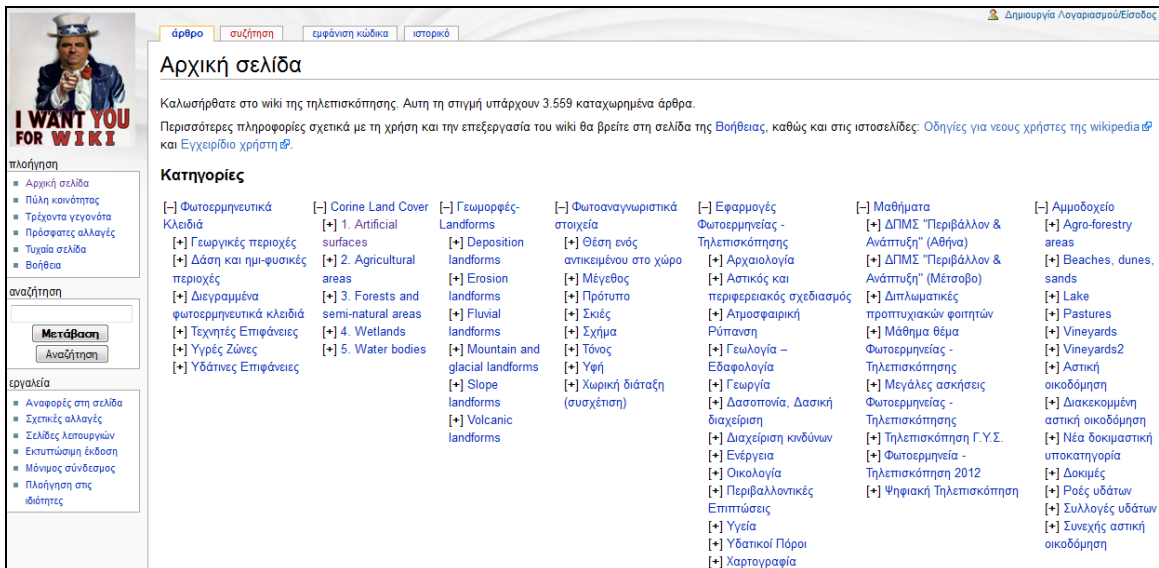 Δημιουργία Λογαριασμού/Είσοδος
άρθρο
συζήτηση
εμφάνιση κώδικα
ιστορικό
I WANT YOU
FOR WIKI
Αρχική σελίδα
Καλωσήρθατε στο wiki της τηλεπισκόπησης. Αυτη τη στιγμή υπάρχουν 3.559 καταχωρημένα άρθρα.
Περισσότερες πληροφορίες σχετικά με τη χρήση και την επεξεργασία του wiki θα βρείτε στη σελίδα της Βοήθειας, καθώς και στις ιστοσελίδες: Οδηγίες για νεους χρήστες της wikipedia
και Εγχειρίδιο χρήστη.
πλοήγηση
Αρχική σελίδα
Πύλη κοινότητας
Τρέχοντα γεγονότα
Πρόσφατες αλλαγές
Τυχαία σελίδα
Βοήθεια
αναζήτηση
Μετάβαση
Αναζήτηση
εργαλεία
Αναφορές στη σελίδα
Σχετικές αλλαγές
Σελίδες λειτουργιών
Εκτυπώσιμη έκδοση
Μόνιμος σύνδεσμος
Πλοήγηση στις
ιδιότητες
Κατηγορίες
[–] Φωτοερμηνευτικά
Κλειδιά
[+] Γεωργικές περιοχές
[+] Δάση και ημι-φυσικές
περιοχές
[+] Διεγραμμένα
φωτοερμηνευτικά κλειδιά
[+] Τεχνητές Επιφάνειες
[+] Υγρές Ζώνες
[+] Υδάτινες Επιφάνειες
[–] Corine Land Cover
[+] 1. Artificial
surfaces
[+] 2. Agricultural
areas
[+] 3. Forests and
semi-natural areas
[+] 4. Wetlands
[+] 5. Water bodies
[–] Γεωμορφές-
Landforms
[+] Deposition
landforms
[+] Erosion
landforms
[+] Fluvial
landforms
[+] Mountain and
glacial landforms
[+] Slope
landforms
[+] Volcanic
landforms
[–] Φωτοαναγνωριστικά
στοιχεία
[+] Θέση ενός
αντικειμένου στο χώρο
[+] Μέγεθος
[+] Πρότυπο
[+] Σκιές
[+] Σχήμα
[+] Τόνος
[+] Υφή
[+] Χωρική διάταξη
(συσχέτιση)
[–] Εφαρμογές
Φωτοερμηνείας -
Τηλεπισκόπησης
[+] Αρχαιολογία
[+] Αστικός και
περιφερειακός σχεδιασμός
[+] Ατμοσφαιρική
Ρύπανση
[+] Γεωλογία –
Εδαφολογία
[+] Γεωργία
[+] Δασοπονία, Δασική
διαχείριση
[+] Διαχείριση κινδύνων
[+] Ενέργεια
[+] Οικολογία
[+] Περιβαλλοντικές
Επιπτώσεις
[+] Υγεία
[+] Υδατικοί Πόροι
[+] Χαρτογραφία
[–] Μαθήματα
[+] ΔΠΜΣ "Περιβάλλον &
Ανάπτυξη" (Αθήνα)
[+] ΔΠΜΣ "Περιβάλλον &
Ανάπτυξη" (Μέτσοβο)
[+] Διπλωματικές
προπτυχιακών φοιτητών
[+] Μάθημα θέμα
Φωτοερμηνείας -
Τηλεπισκόπησης
[+] Μεγάλες ασκήσεις
Φωτοερμηνείας -
Τηλεπισκόπησης
[+] Τηλεπισκόπηση Γ.Υ.Σ.
[+] Φωτοερμηνεία -
Τηλεπισκόπηση 2012
[+] Ψηφιακή Τηλεπισκόπηση
[–] Αμμοδοχείο
[+] Agro-forestry
areas
[+] Beaches, dunes,
sands
[+] Lake
[+] Pastures
[+] Vineyards
[+] Vineyards2
[+] Αστική
οικοδόμηση
[+] Διακεκομμένη
αστική οικοδόμηση
[+] Νέα δοκιμαστική
υποκατηγορία
[+] Δοκιμές
[+] Ροές υδάτων
[+] Συλλογές υδάτων
[+] Συνεχής αστική
οικοδόμηση